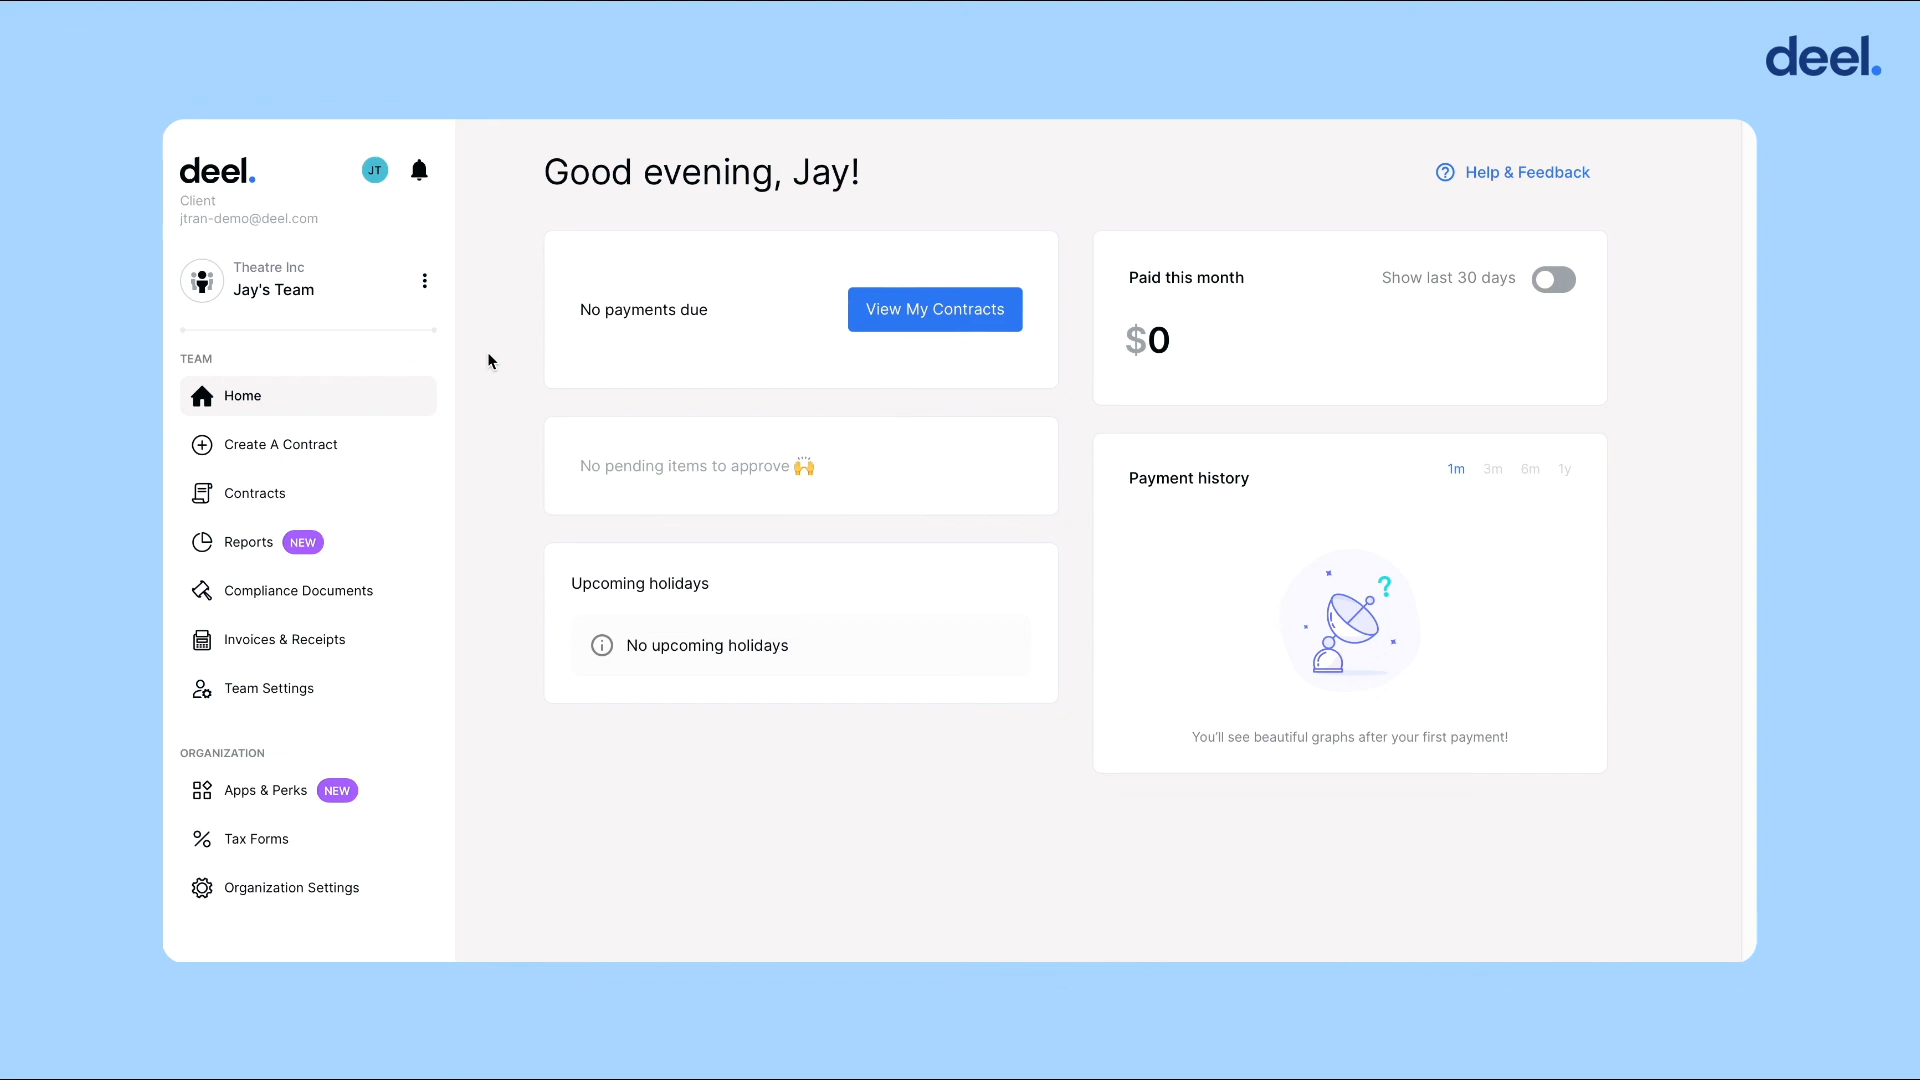 deel.
deel.
JT
Client
jtran-demo@deel.com
Theatre Inc
Jay's Team
TEAM
Home
Create A Contract
Contracts
Reports NEW
Compliance Documents
Invoices & Receipts
Team Settings
ORGANIZATION
Apps & Perks NEW
Tax Forms
Organization Settings
Good evening, Jay!
Help & Feedback
No payments due
View My Contracts
No pending items to approve 🙌
Upcoming holidays
No upcoming holidays
Paid this month
Show last 30 days
$0
Payment history
1m 3m 6m 1y
?
You'll see beautiful graphs after your first payment!